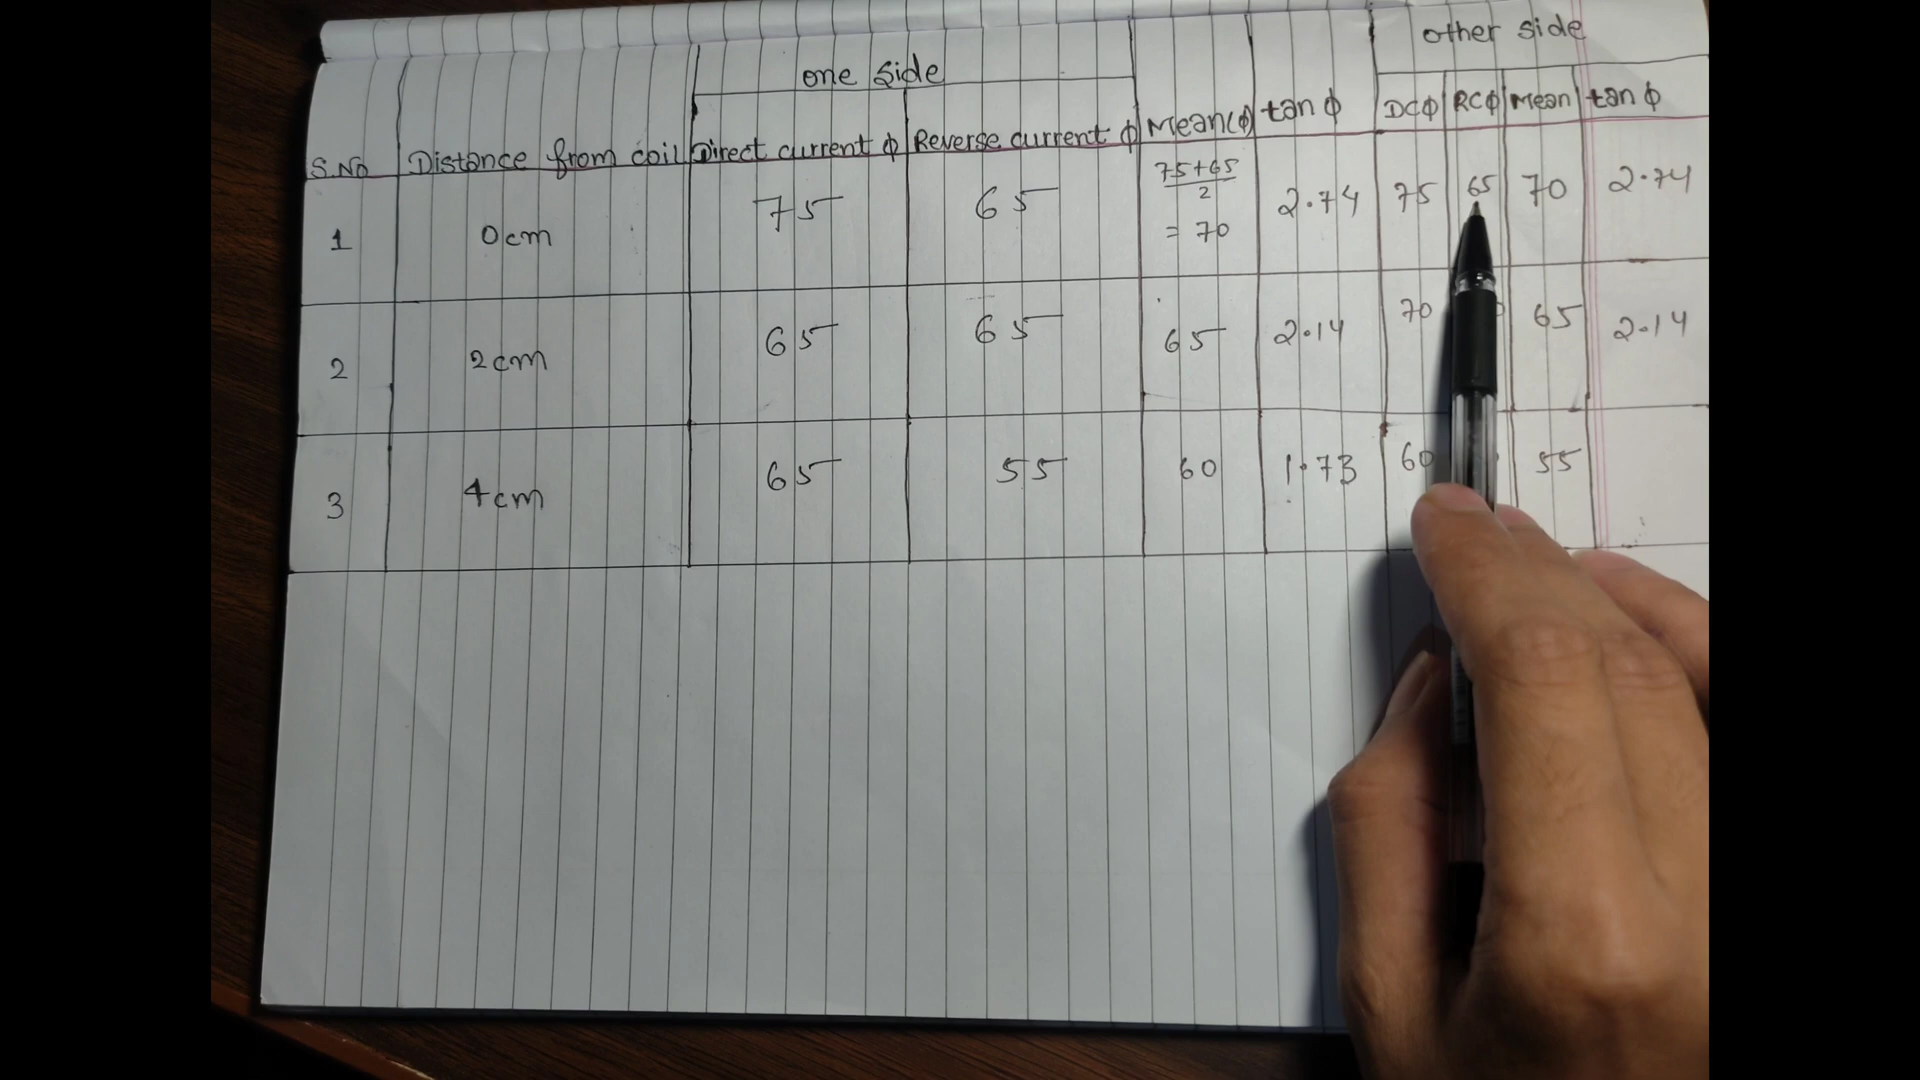 other side
one side
S.No Distance from coil Direct current ϕ Reverse current ϕ Mean(ϕ) tan ϕ DCϕ RCϕ Mean tan ϕ
1 0cm 75 65 75+65/2 = 70 2.74 75 65 70 2.74
2 2cm 65 65 65 2.14 70 65 2.14
3 4cm 65 55 60 1.73 60 55